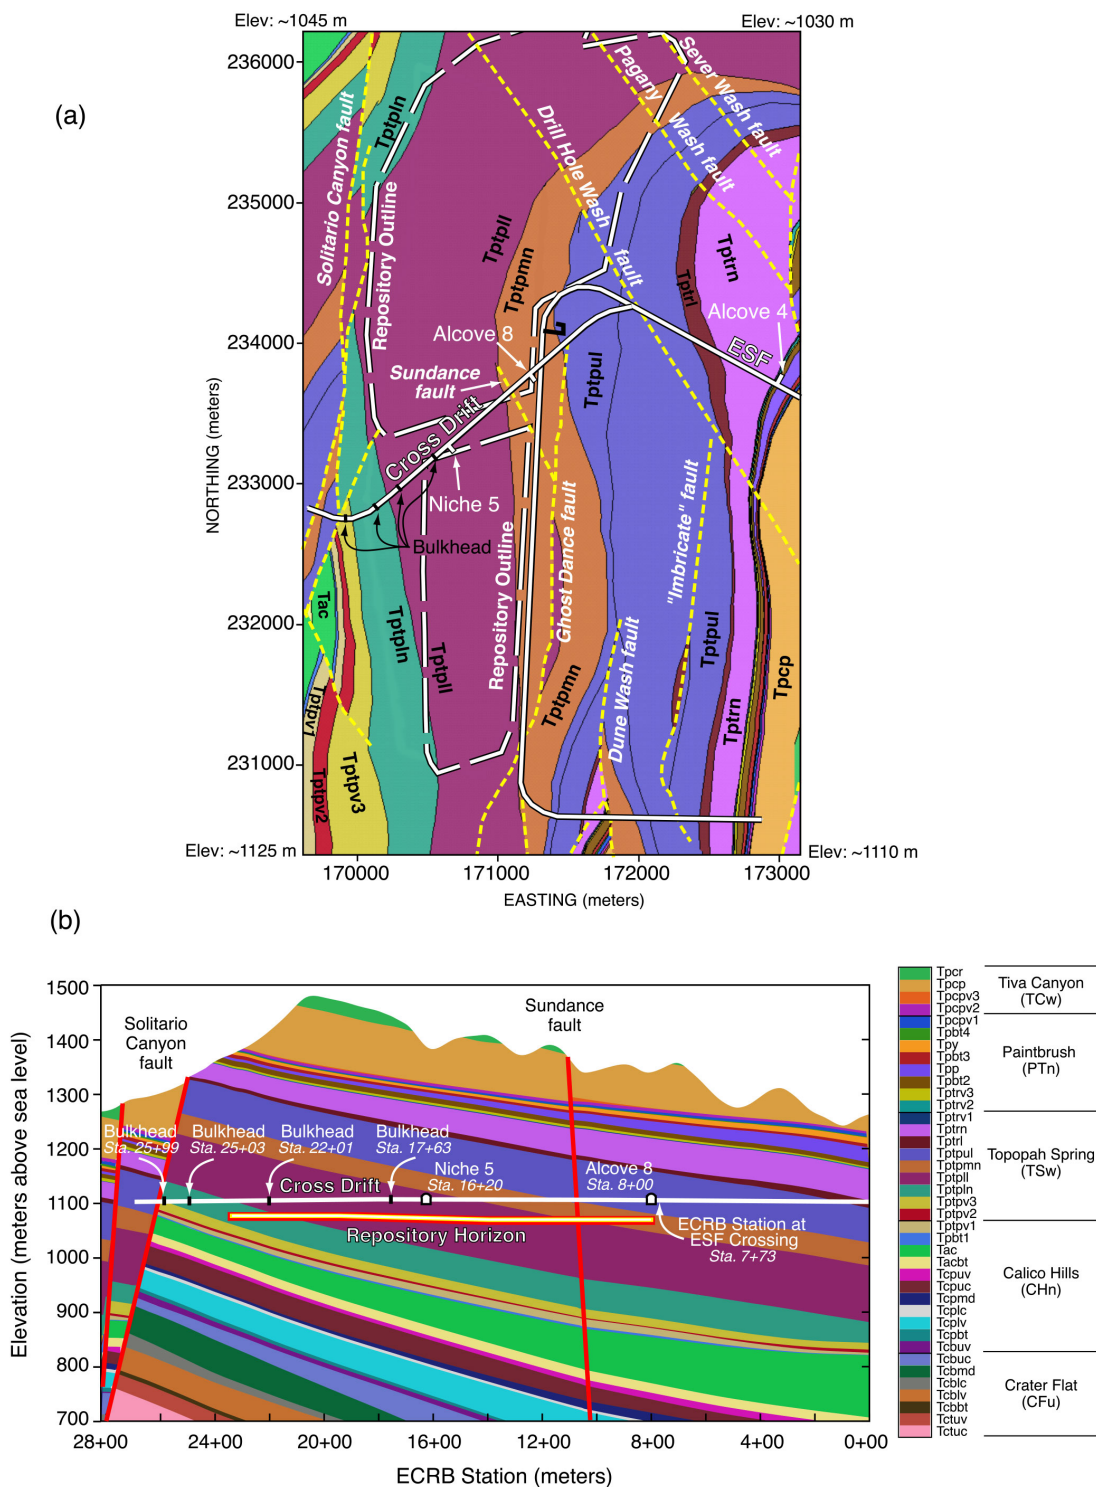 Elev: ~1045 m
Elev: ~1030 m
(a)
236000
235000
234000
233000
232000
231000
NORTHING (meters)
Solitario Canyon fault
Tptpln
Repository Outline
Drill Hole Wash
fault
Pagany
Wash fault
Sever Wash fault
Tptpll
Tptpmn
Tptrl
Tptrn
Alcove 4
Alcove 8
ESF
Sundance
fault
Tptpul
Cross Drift
Niche 5
Bulkhead
Repository Outline
Ghost Dance fault
"Imbricate" fault
Tac
Tptpln
Tptpll
Tptpul
Tptpv1
Tptpv2
Tptpv3
Tptpmn
Dune Wash fault
Tptrn
Tpcp
Elev: ~1125 m
Elev: ~1110 m
170000
171000
172000
173000
EASTING (meters)
(b)
1500
1400
1300
1200
1100
1000
900
800
700
Elevation (meters above sea level)
Solitario
Canyon
fault
Sundance
fault
Bulkhead
Sta. 25+99
Bulkhead
Sta. 25+03
Bulkhead
Sta. 22+01
Bulkhead
Sta. 17+63
Niche 5
Sta. 16+20
Alcove 8
Sta. 8+00
Cross Drift
Repository Horizon
ECRB Station at
ESF Crossing
Sta. 7+73
28+00
24+00
20+00
16+00
12+00
8+00
4+00
0+00
ECRB Station (meters)
Tpcr
Tpcp
Tpcpv3
Tpcpv2
Tpcpv1
Tpbt4
Tpy
Tpbt3
Tpp
Tpbt2
Tptrv3
Tptrv2
Tptrv1
Tptrn
Tptrl
Tptpul
Tptpmn
Tptpll
Tptpln
Tptpv3
Tptpv2
Tptpv1
Tpbt1
Tac
Tacbt
Tcpuv
Tcpuc
Tcpmd
Tcplc
Tcplv
Tcpbt
Tcbuv
Tcbuc
Tcbmd
Tcblc
Tcblv
Tcbbt
Tctuv
Tctuc
Tiva Canyon
(TCw)
Paintbrush
(PTn)
Topopah Spring
(TSw)
Calico Hills
(CHn)
Crater Flat
(CFu)